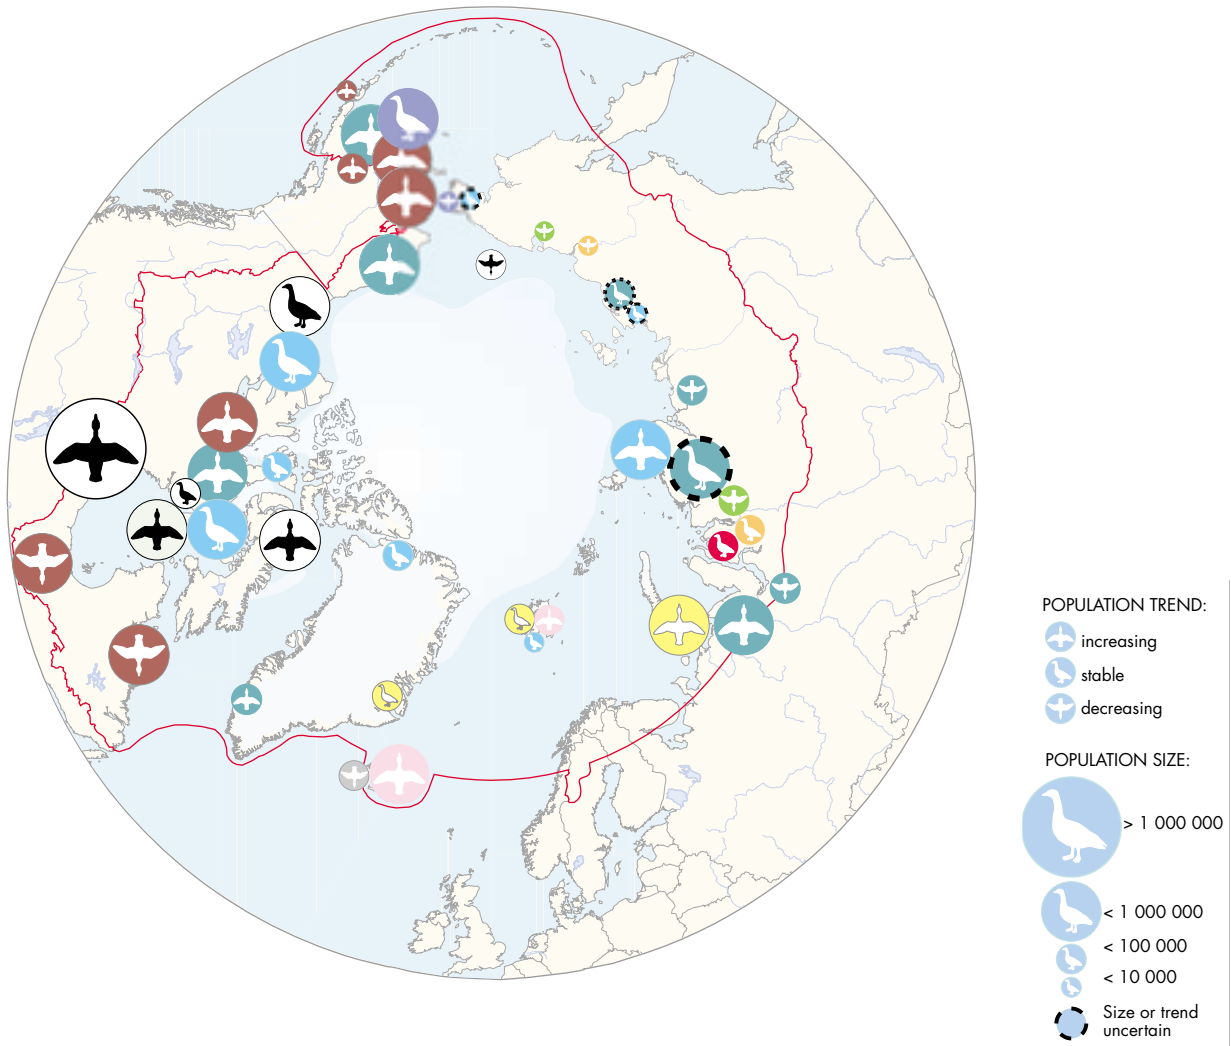 POPULATION TREND:
increasing
stable
decreasing
POPULATION SIZE:
> 1 000 000
< 1 000 000
< 100 000
< 10 000
Size or trend
uncertain